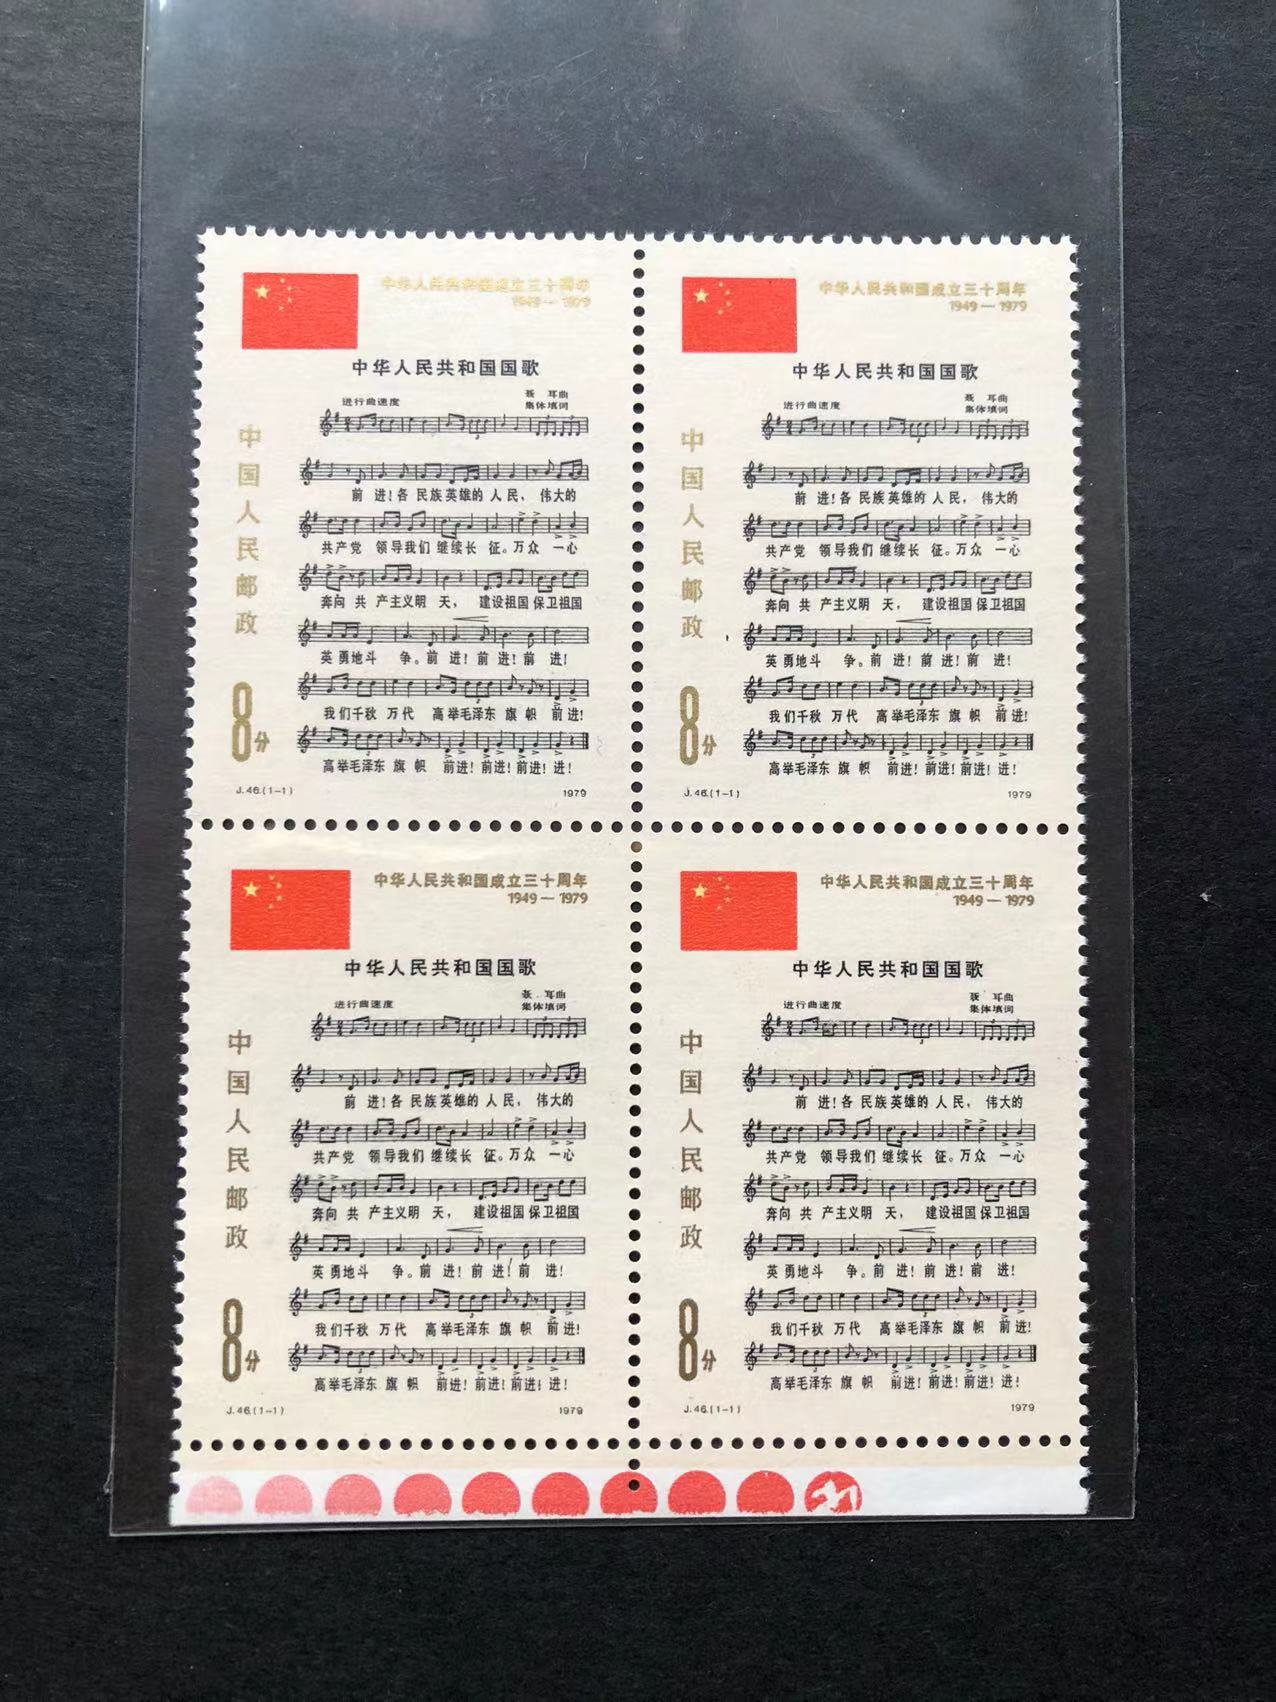 中华人民共和国成立三十周年
1949—1979
中华人民共和国国歌
进行曲速度
聂 耳曲
集体填词
前 进！各 民族英雄的 人 民， 伟大的
共产党 领导我们 继续长 征。万众 一心
奔向 共 产主义明 天， 建设祖国 保卫祖国
英 勇地斗 争。前 进！前 进！前 进！
我们千秋 万代 高举毛泽东 旗 帜 前进！
高举毛泽东 旗 帜 前进！前进！前进！进！
中国人民邮政
8分
J.46.(1-1)
1979
中华人民共和国成立三十周年
1949—1979
中华人民共和国国歌
进行曲速度
聂 耳曲
集体填词
前 进！各 民族英雄的 人 民， 伟大的
共产党 领导我们 继续长 征。万众 一心
奔向 共 产主义明 天， 建设祖国 保卫祖国
英 勇地斗 争。前 进！前 进！前 进！
我们千秋 万代 高举毛泽东 旗 帜 前进！
高举毛泽东 旗 帜 前进！前进！前进！进！
中国人民邮政
8分
J.46.(1-1)
1979
中华人民共和国成立三十周年
1949—1979
中华人民共和国国歌
进行曲速度
聂 耳曲
集体填词
前 进！各 民族英雄的 人 民， 伟大的
共产党 领导我们 继续长 征。万众 一心
奔向 共 产主义明 天， 建设祖国 保卫祖国
英 勇地斗 争。前 进！前 进！前 进！
我们千秋 万代 高举毛泽东 旗 帜 前进！
高举毛泽东 旗 帜 前进！前进！前进！进！
中国人民邮政
8分
J.46.(1-1)
1979
中华人民共和国成立三十周年
1949—1979
中华人民共和国国歌
进行曲速度
聂 耳曲
集体填词
前 进！各 民族英雄的 人 民， 伟大的
共产党 领导我们 继续长 征。万众 一心
奔向 共 产主义明 天， 建设祖国 保卫祖国
英 勇地斗 争。前 进！前 进！前 进！
我们千秋 万代 高举毛泽东 旗 帜 前进！
高举毛泽东 旗 帜 前进！前进！前进！进！
中国人民邮政
8分
J.46.(1-1)
1979